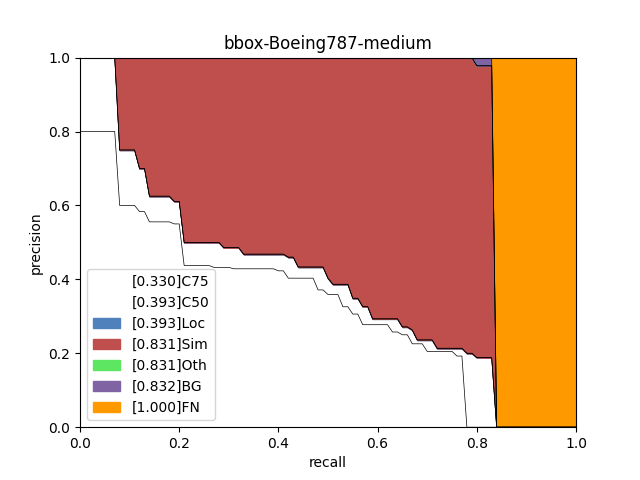 bbox-Boeing787-medium
1.0
0.8
0.6
0.4
0.2
0.0
precision
[0.330]C75
[0.393]C50
[0.393]Loc
[0.831]Sim
[0.831]Oth
[0.832]BG
[1.000]FN
0.0 0.2 0.4 0.6 0.8 1.0
recall